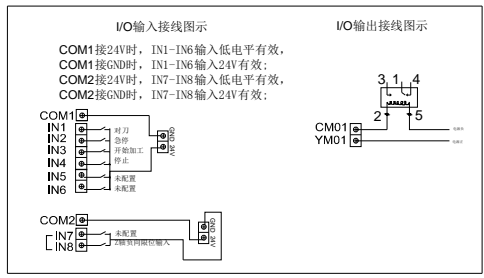 I/O输入接线图示
COM1接24V时，IN1-IN6输入低电平有效，
COM1接GND时，IN1-IN6输入24V有效；
COM2接24V时，IN7-IN8输入低电平有效，
COM2接GND时，IN7-IN8输入24V有效；
COM1
IN1 对刀
IN2 急停
IN3 开始加工
IN4 停止
IN5 未配置
IN6 未配置
GND 24V
COM2
IN7 未配置
IN8 Z轴负向限位输入
GND 24V
I/O输出接线图示
3 1 4
2 5
CM01
YM01